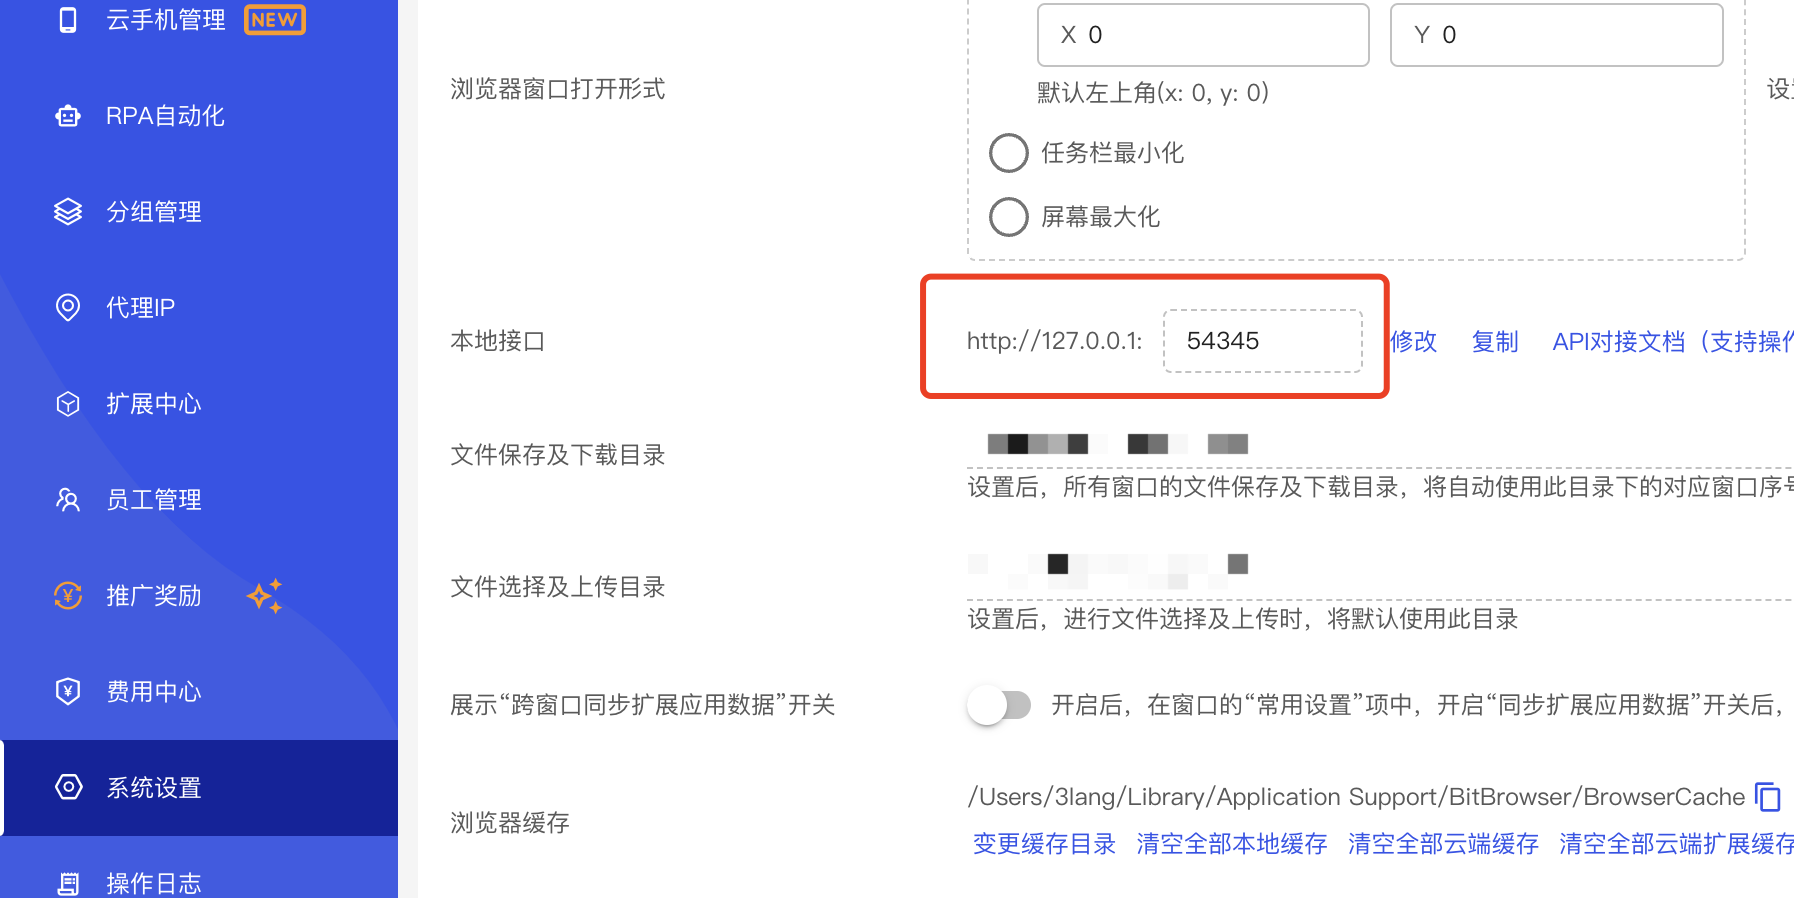 云手机管理 NEW
RPA自动化
分组管理
代理IP
扩展中心
员工管理
推广奖励
费用中心
系统设置
操作日志
X 0
Y 0
浏览器窗口打开形式
默认左上角(x: 0, y: 0)
任务栏最小化
屏幕最大化
本地接口
http://127.0.0.1: 54345 修改 复制 API对接文档（支持操作
文件保存及下载目录
设置后，所有窗口的文件保存及下载目录，将自动使用此目录下的对应窗口序号
文件选择及上传目录
设置后，进行文件选择及上传时，将默认使用此目录
展示“跨窗口同步扩展应用数据”开关
开启后，在窗口的“常用设置”项中，开启“同步扩展应用数据”开关后，
浏览器缓存
/Users/3lang/Library/Application Support/BitBrowser/BrowserCache
变更缓存目录 清空全部本地缓存 清空全部云端缓存 清空全部云端扩展缓存